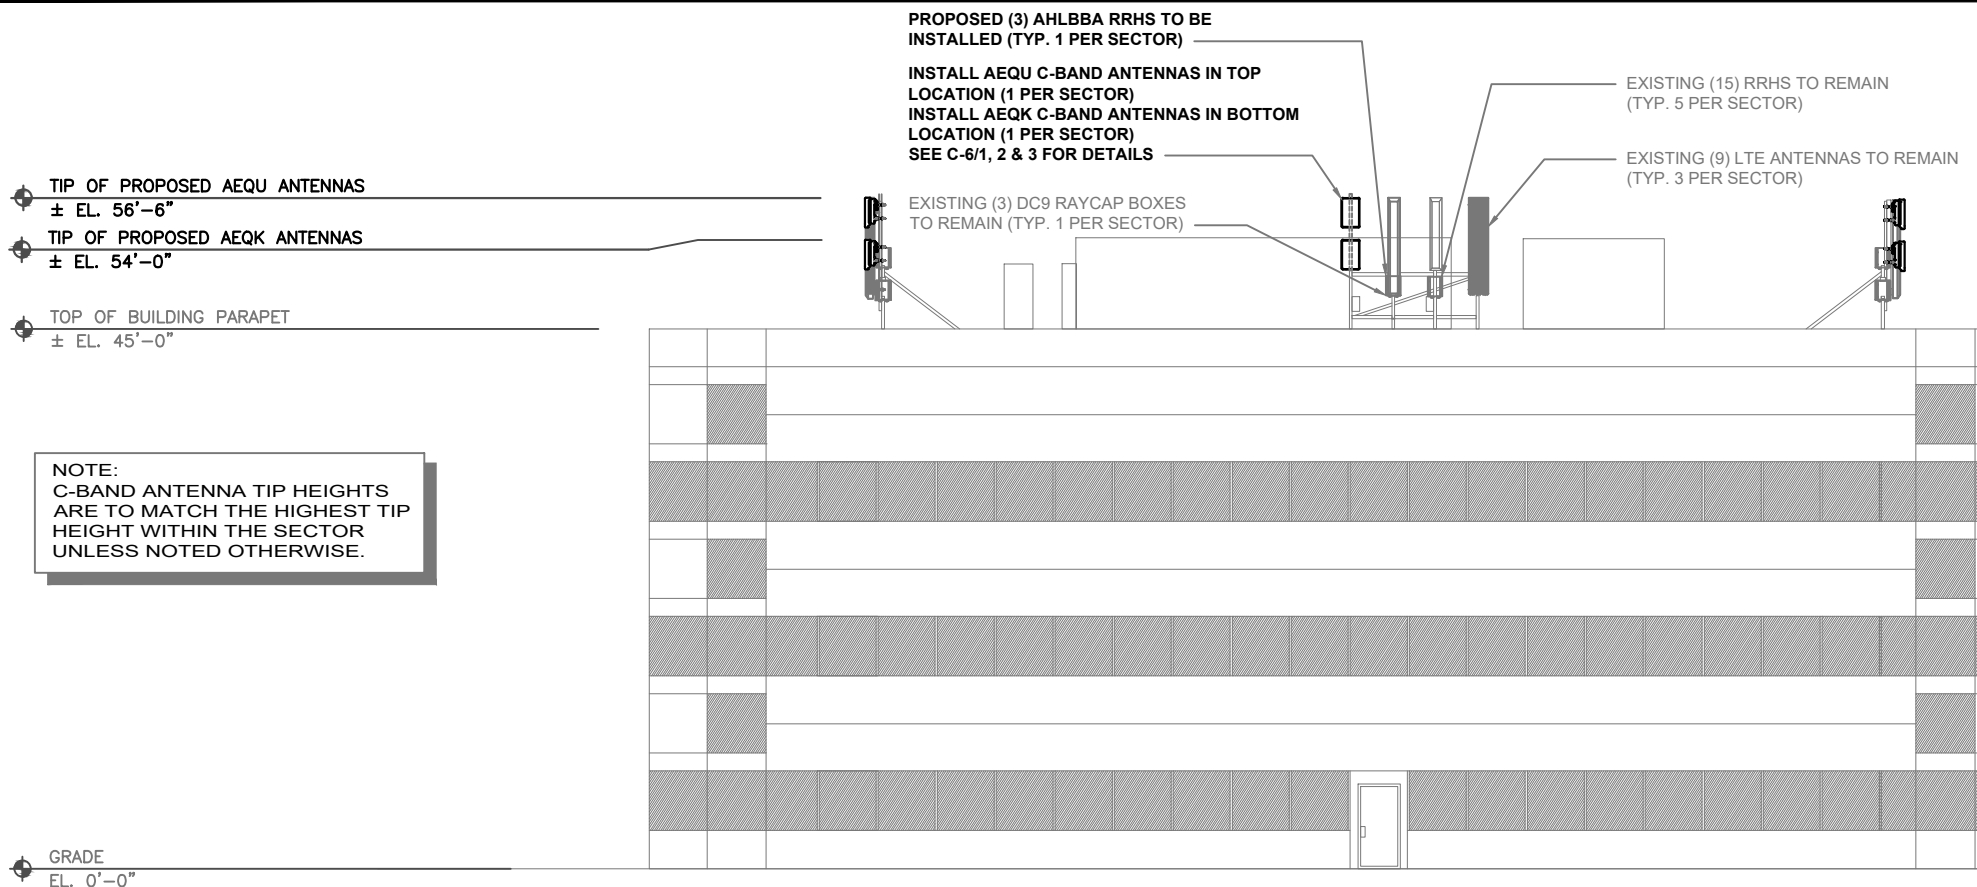 PROPOSED (3) AHLBBA RRHS TO BE
INSTALLED (TYP. 1 PER SECTOR)
INSTALL AEQU C-BAND ANTENNAS IN TOP
LOCATION (1 PER SECTOR)
INSTALL AEQK C-BAND ANTENNAS IN BOTTOM
LOCATION (1 PER SECTOR)
SEE C-6/1, 2 & 3 FOR DETAILS
EXISTING (3) DC9 RAYCAP BOXES
TO REMAIN (TYP. 1 PER SECTOR)
EXISTING (15) RRHS TO REMAIN
(TYP. 5 PER SECTOR)
EXISTING (9) LTE ANTENNAS TO REMAIN
(TYP. 3 PER SECTOR)
TIP OF PROPOSED AEQU ANTENNAS
± EL. 56'-6"
TIP OF PROPOSED AEQK ANTENNAS
± EL. 54'-0"
TOP OF BUILDING PARAPET
± EL. 45'-0"
NOTE:
C-BAND ANTENNA TIP HEIGHTS
ARE TO MATCH THE HIGHEST TIP
HEIGHT WITHIN THE SECTOR
UNLESS NOTED OTHERWISE.
GRADE
EL. 0'-0"